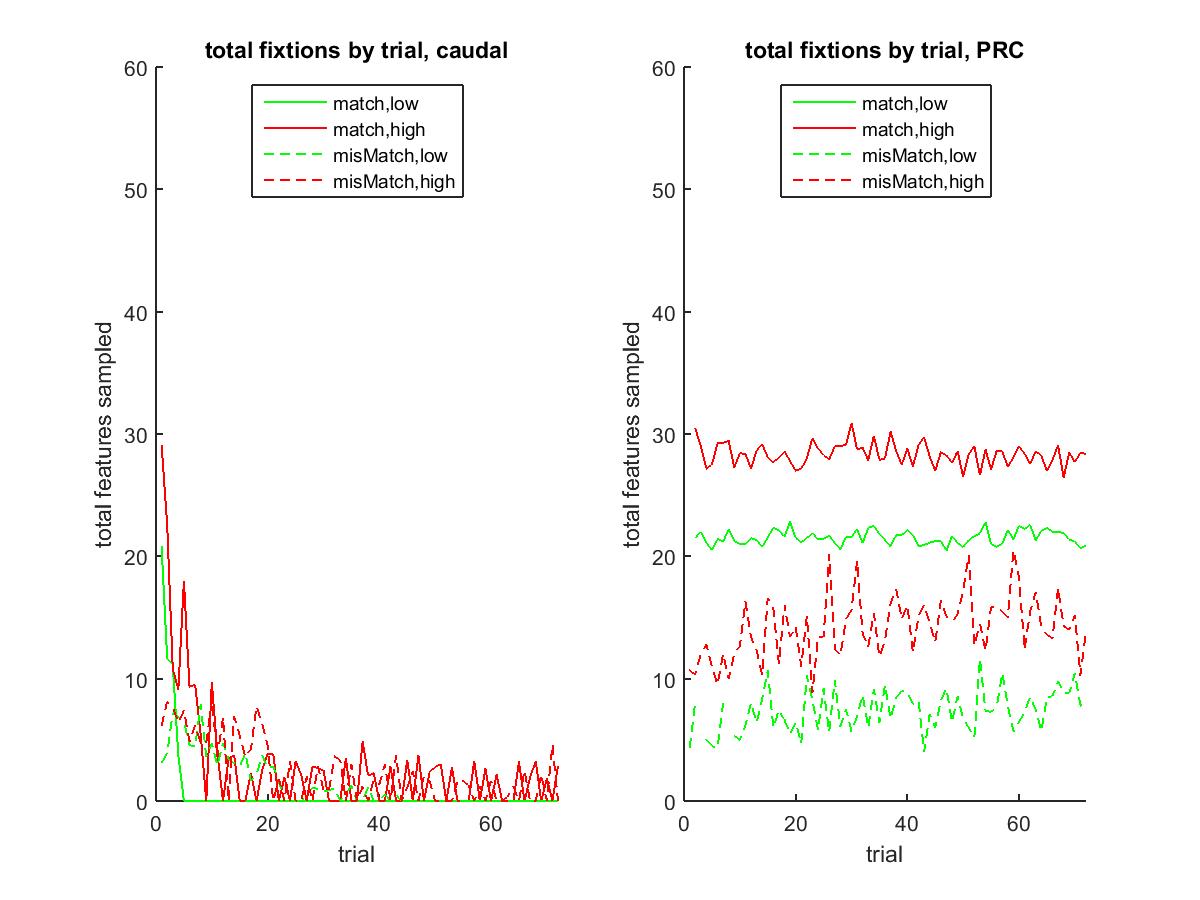 total fixtions by trial, caudal
60
50
40
30
20
10
0
total features sampled
match,low
match,high
misMatch,low
misMatch,high
0 20 40 60
trial
total fixtions by trial, PRC
60
50
40
30
20
10
0
total features sampled
match,low
match,high
misMatch,low
misMatch,high
0 20 40 60
trial